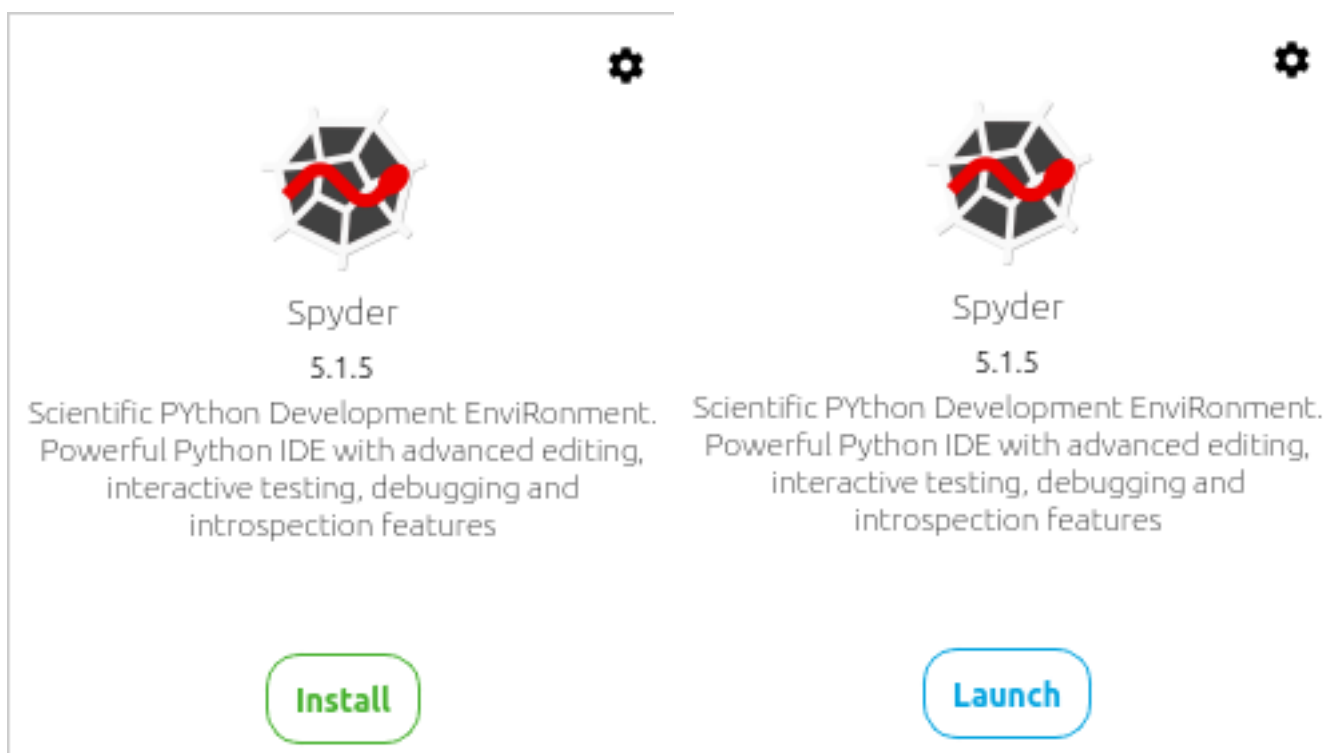 Spyder
5.1.5
Scientific PYthon Development EnviRonment.
Powerful Python IDE with advanced editing,
interactive testing, debugging and
introspection features
Install
Spyder
5.1.5
Scientific PYthon Development EnviRonment.
Powerful Python IDE with advanced editing,
interactive testing, debugging and
introspection features
Launch